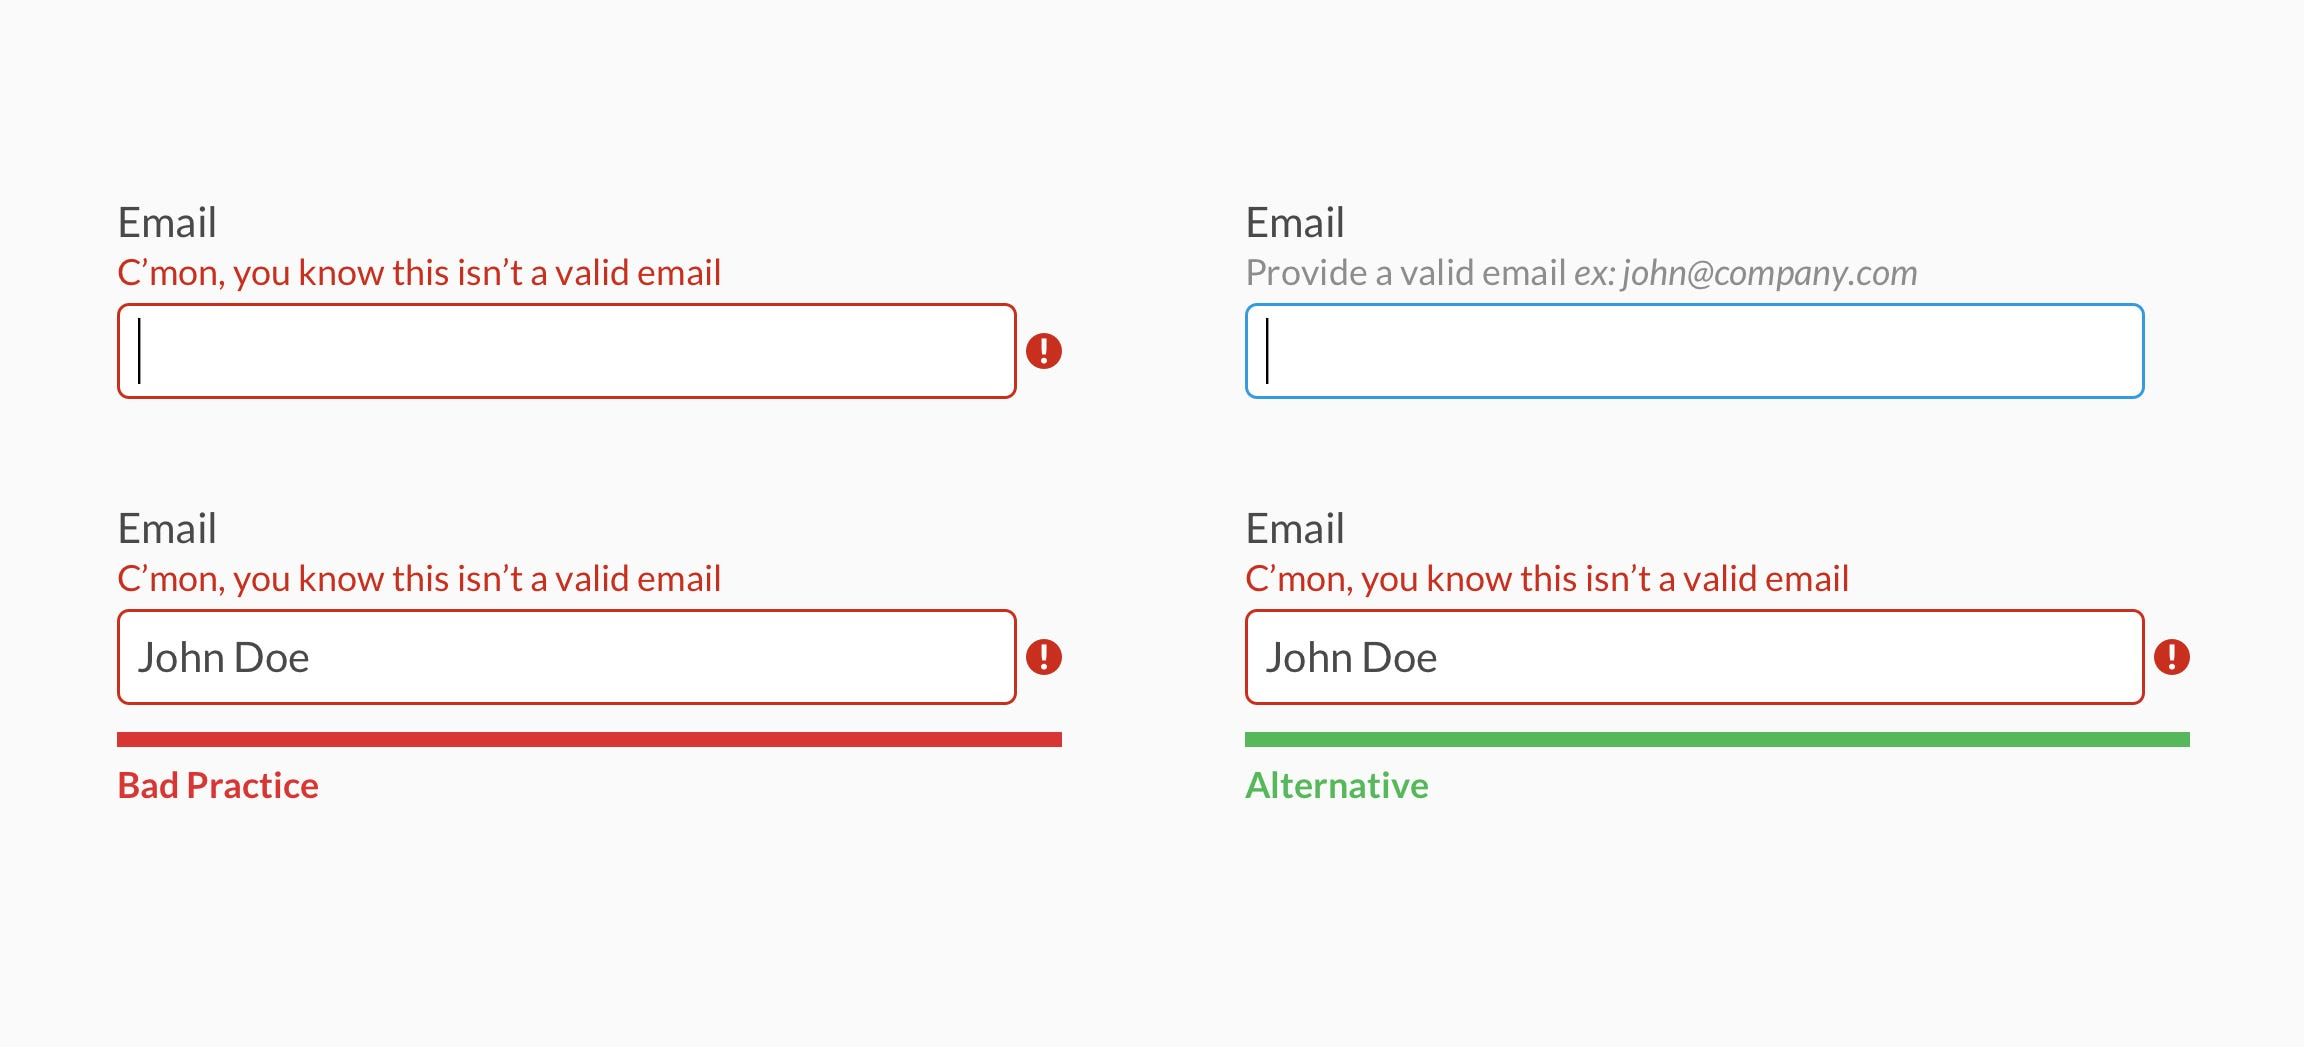 Email
C’mon, you know this isn’t a valid email
Email
C’mon, you know this isn’t a valid email
John Doe
Bad Practice
Email
Provide a valid email ex: john@company.com
Email
C’mon, you know this isn’t a valid email
John Doe
Alternative